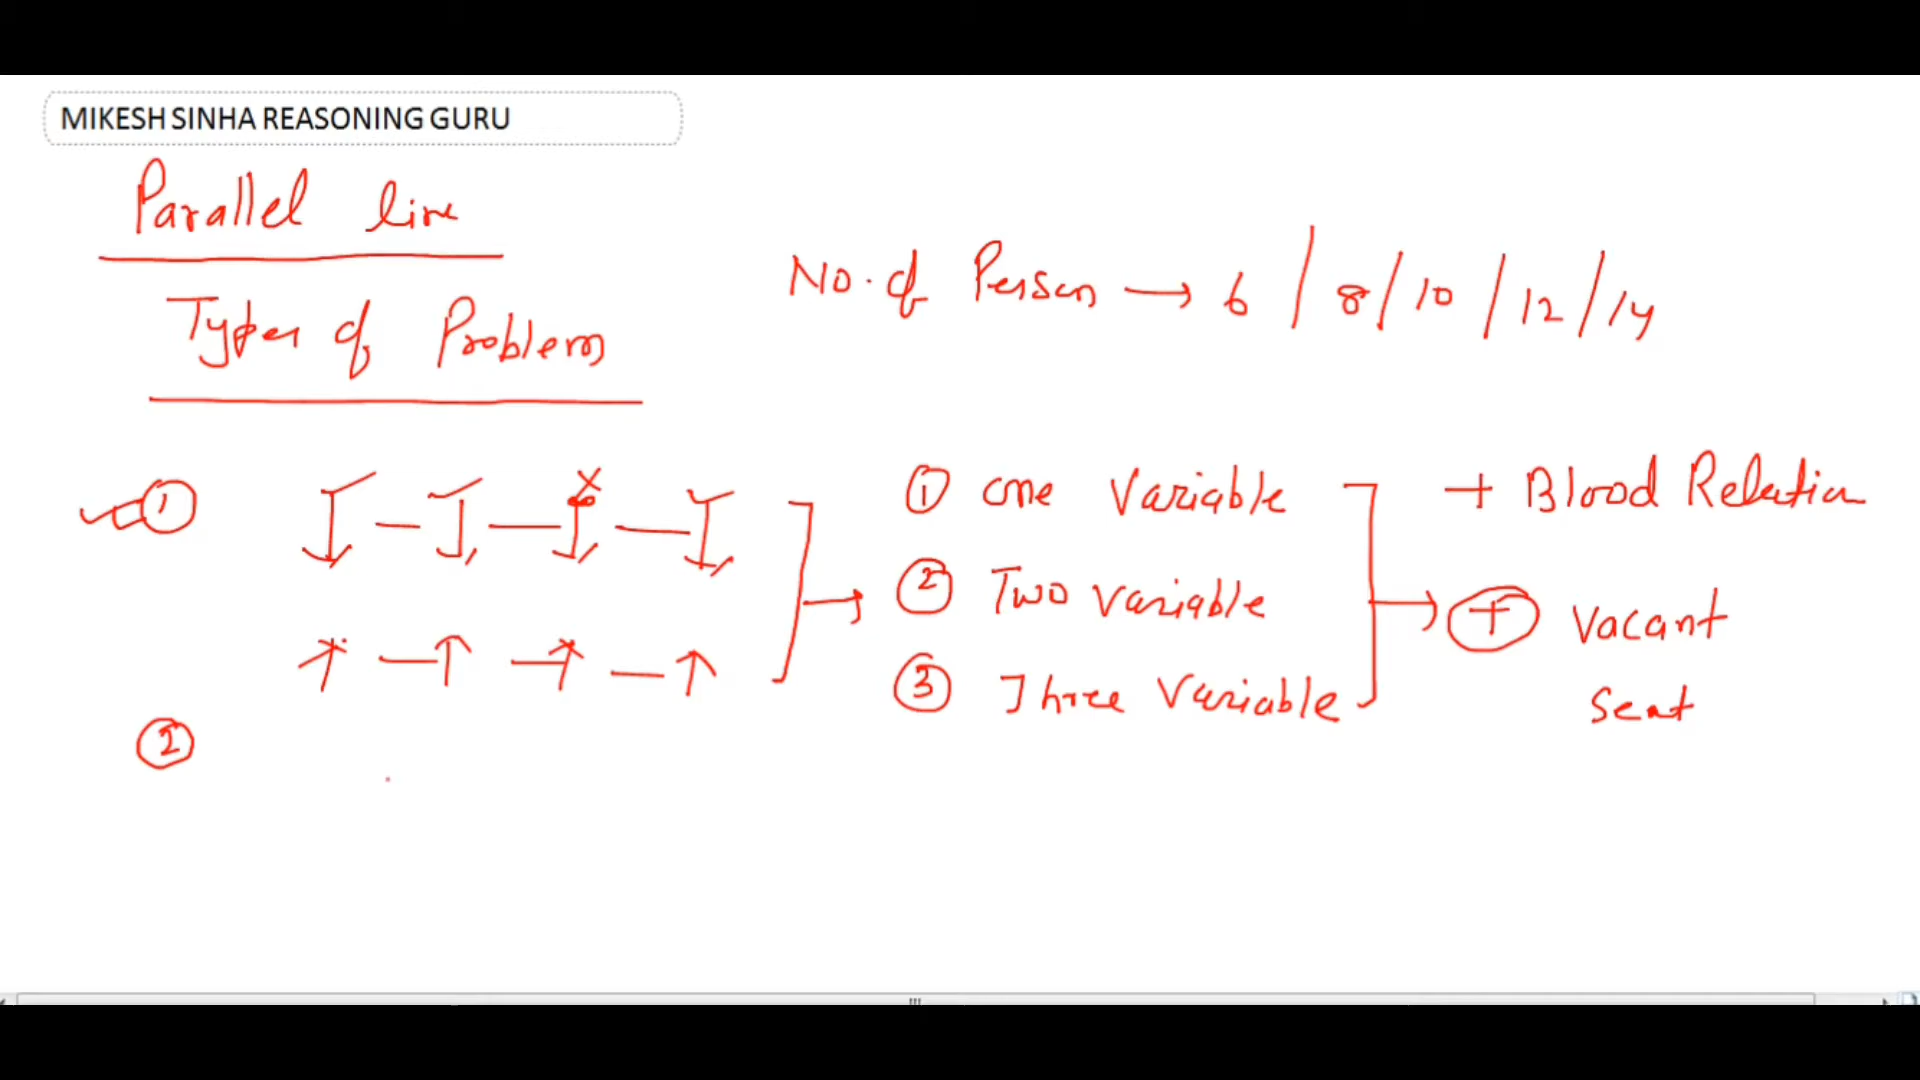 MIKESH SINHA REASONING GURU
Parallel line
Types of Problem
No. of Person → 6 / 8 / 10 / 12 / 14
①
X
① one Variable
② Two variable
③ Three Variable
+ Blood Relation
+ Vacant
Seat
②